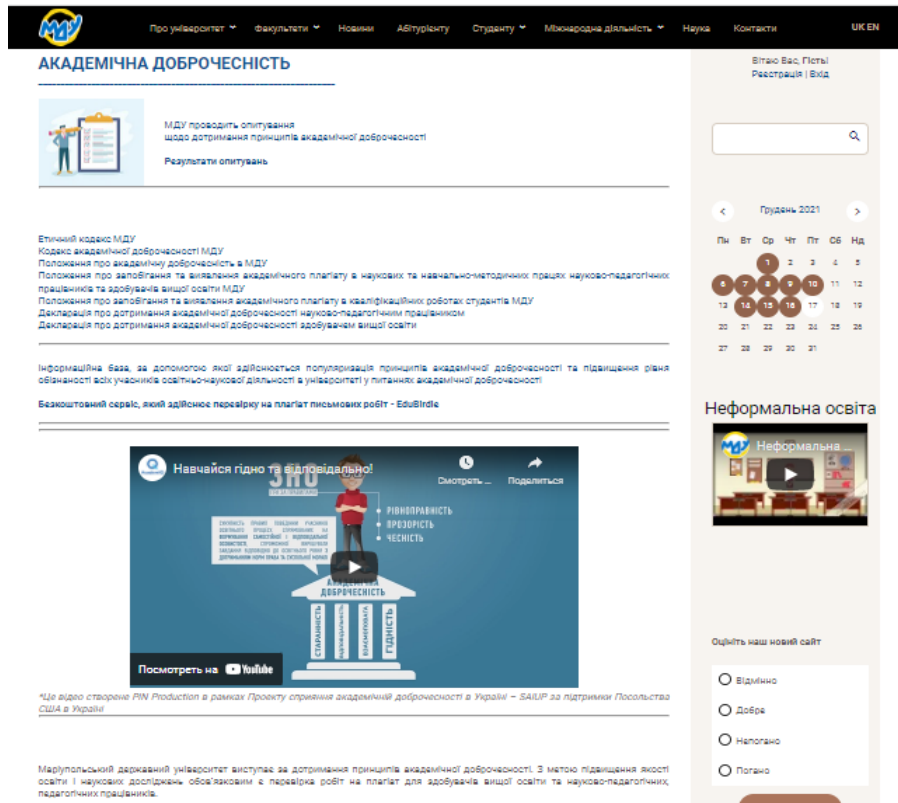 МДУ
Про університет
Факультети
Новини
Абітурієнту
Студенту
Міжнародна діяльність
Наука
Контакти
UK EN
АКАДЕМІЧНА ДОБРОЧЕСНІСТЬ
МДУ проводить опитування
щодо дотримання принципів академічної доброчесності
Результати опитувань
Етичний кодекс МДУ
Кодекс академічної доброчесності МДУ
Положення про академічну доброчесність в МДУ
Положення про запобігання та виявлення академічного плагіату в наукових та навчально-методичних працях науково-педагогічних
працівників та здобувачів вищої освіти МДУ
Положення про запобігання та виявлення академічного плагіату в кваліфікаційних роботах студентів МДУ
Декларація про дотримання академічної доброчесності науково-педагогічним працівником
Декларація про дотримання академічної доброчесності здобувачем вищої освіти
Інформаційна база, за допомогою якої здійснюється популяризація принципів академічної доброчесності та підвищення рівня
обізнаності всіх учасників освітньо-наукової діяльності в університеті у питаннях академічної доброчесності
Безкоштовний сервіс, який здійснює перевірку на плагіат письмових робіт - EduBirdie
Навчайся гідно та відповідально!
Смотреть ...
Поделиться
ЗНО
РІВНОПРАВНІСТЬ
ПРОЗОРІСТЬ
ЧЕСНІСТЬ
АКАДЕМІЧНА
ДОБРОЧЕСНІСТЬ
СТАРАННІСТЬ
ВІДПОВІДАЛЬНІСТЬ
ВЗАЄМОПОВАГА
ГІДНІСТЬ
Посмотреть на YouTube
*Це відео створене PIN Production в рамках Проекту сприяння академічній доброчесності в Україні – SAIUP за підтримки Посольства
США в Україні
Маріупольський державний університет виступає за дотримання принципів академічної доброчесності. З метою підвищення якості
освіти і наукових досліджень обов'язковим є перевірка робіт на плагіат для здобувачів вищої освіти та науково-педагогічних,
педагогічних працівників.
Вітаю Вас, Гість!
Реєстрація | Вхід
Грудень 2021
Пн Вт Ср Чт Пт Сб Нд
1 2 3 4 5
6 7 8 9 10 11 12
13 14 15 16 17 18 19
20 21 22 23 24 25 26
27 28 29 30 31
Неформальна освіта
МДУ
Неформальна ...
Оцініть наш новий сайт
Відмінно
Добре
Непогано
Погано